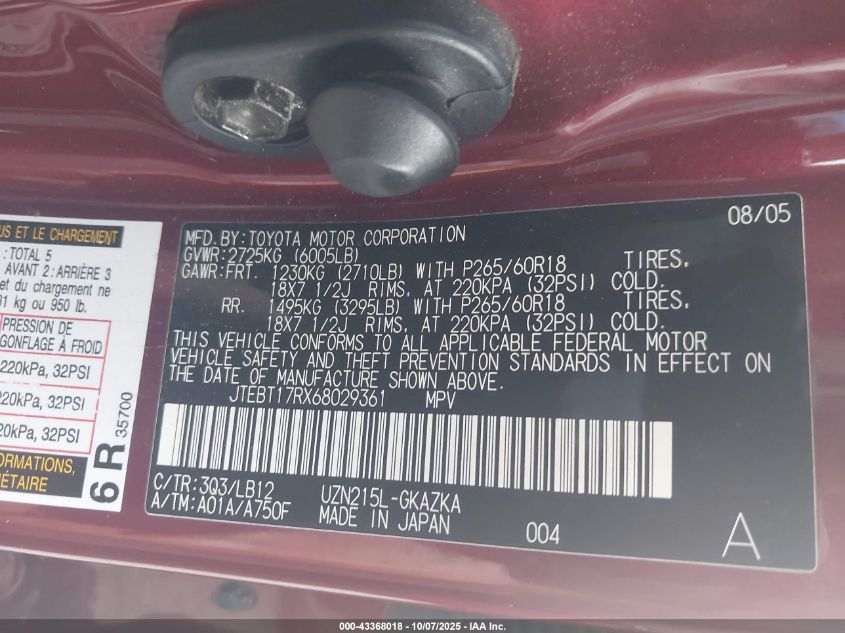 US ET LE CHARGEMENT
: TOTAL 5
AVANT 2 : ARRIÈRE 3
et du chargement ne
31 kg ou 950 lb.
PRESSION DE
GONFLAGE À FROID
220kPa, 32PSI
220kPa, 32PSI
20kPa, 32PSI
FORMATIONS,
ÉTAIRE
6 R 35700
08/05
MFD. BY: TOYOTA MOTOR CORPORATION
GVWR: 2725KG (6005LB)
GAWR: FRT. 1230KG (2710LB) WITH P265/60R18 TIRES,
18X7 1/2J RIMS, AT 220KPA (32PSI) COLD.
RR. 1495KG (3295LB) WITH P265/60R18 TIRES,
18X7 1/2J RIMS, AT 220KPA (32PSI) COLD.
THIS VEHICLE CONFORMS TO ALL APPLICABLE FEDERAL MOTOR
VEHICLE SAFETY AND THEFT PREVENTION STANDARDS IN EFFECT ON
THE DATE OF MANUFACTURE SHOWN ABOVE.
JTEBT17RX68029361 MPV
C/TR: 3Q3/LB12 UZN215L-GKAZKA
A/TM: A01A/A750F MADE IN JAPAN 004 A
000-43368018 - 10/07/2025 - IAA Inc.